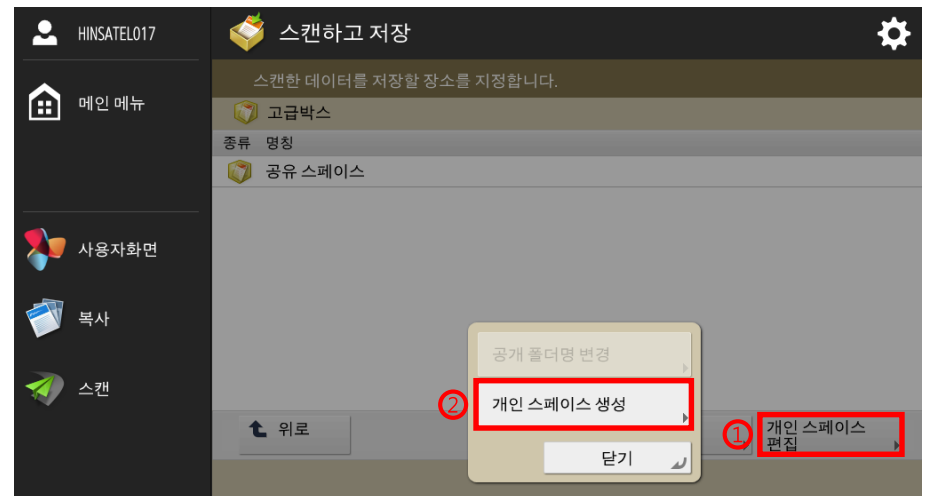 HINSATEL017
메인 메뉴
사용자화면
복사
스캔
스캔하고 저장
스캔한 데이터를 저장할 장소를 지정합니다.
고급박스
종류 명칭
공유 스페이스
공개 폴더명 변경
② 개인 스페이스 생성
닫기
위로
① 개인 스페이스
편집